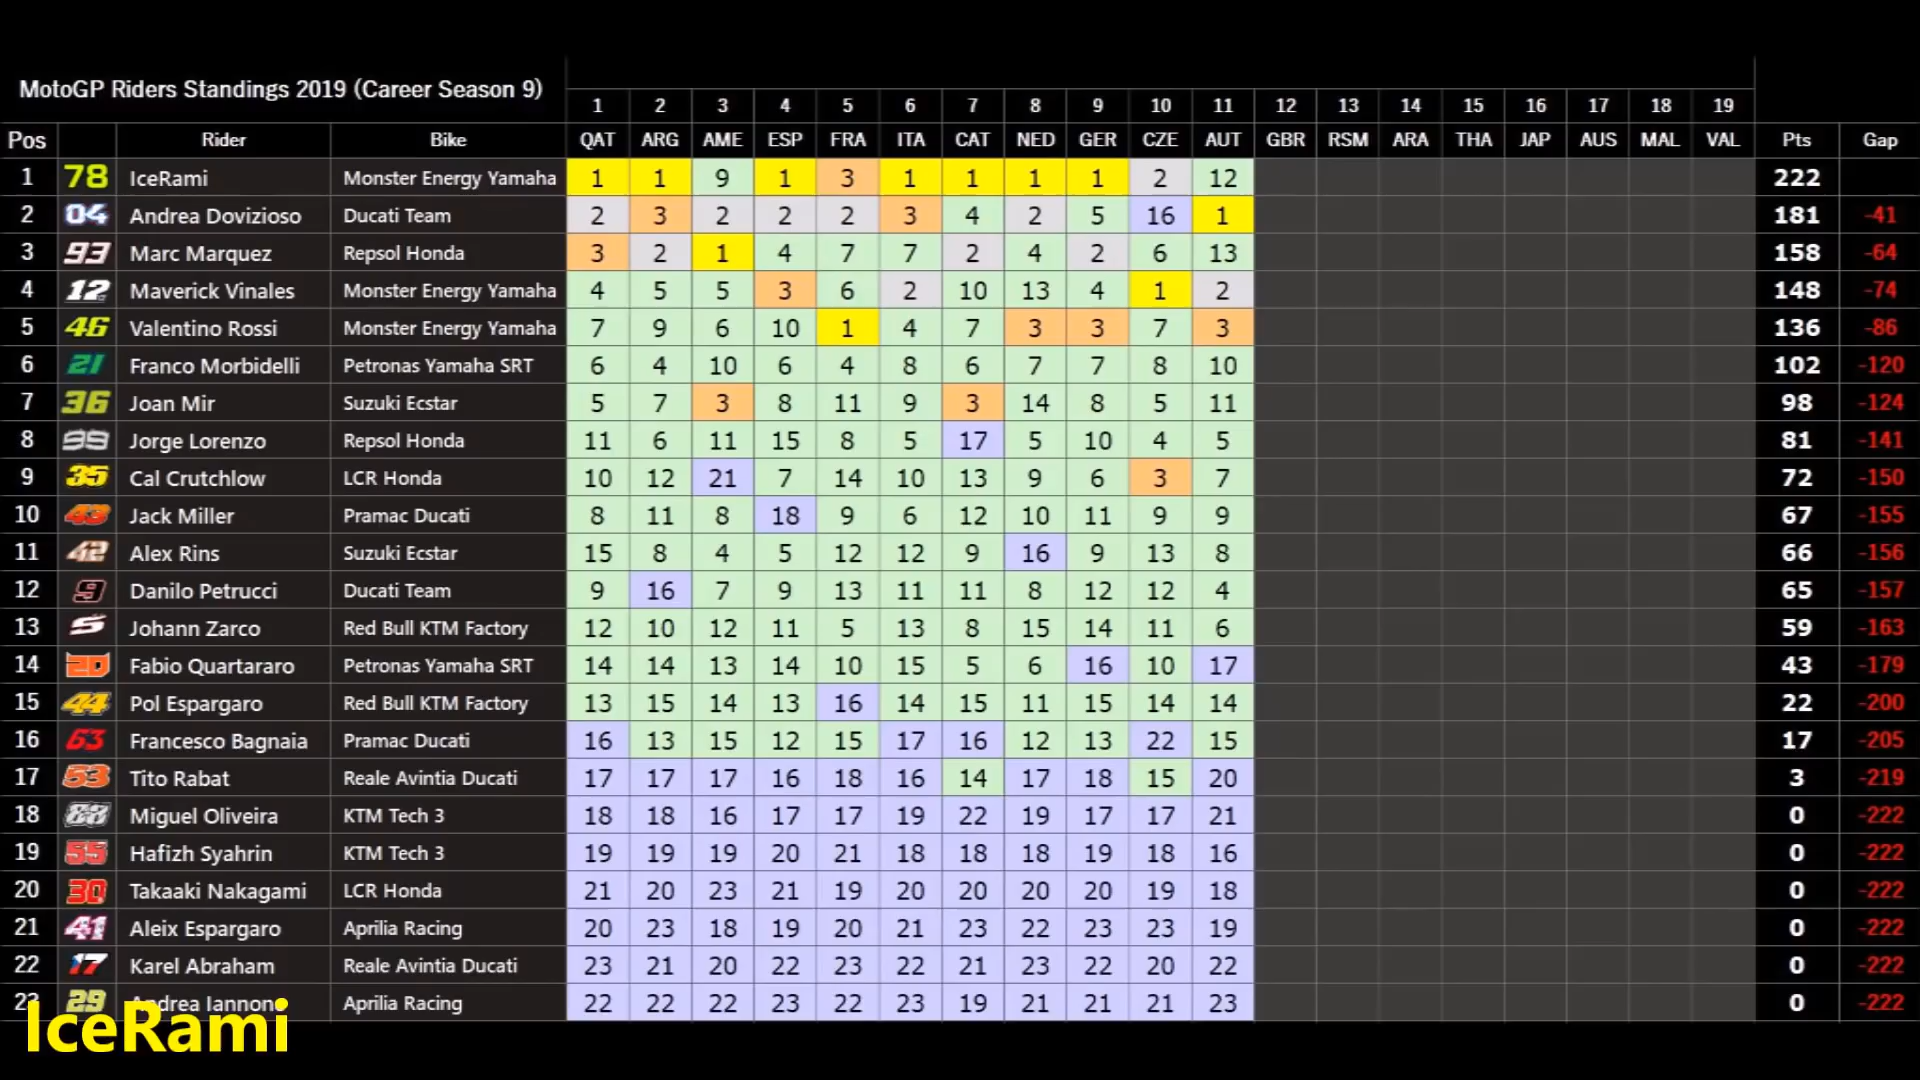 MotoGP Riders Standings 2019 (Career Season 9)
1 2 3 4 5 6 7 8 9 10 11 12 13 14 15 16 17 18 19
Pos Rider Bike QAT ARG AME ESP FRA ITA CAT NED GER CZE AUT GBR RSM ARA THA JAP AUS MAL VAL Pts Gap
1 78 IceRami Monster Energy Yamaha 1 1 9 1 3 1 1 1 1 2 12 222
2 04 Andrea Dovizioso Ducati Team 2 3 2 2 2 3 4 2 5 16 1 181 -41
3 93 Marc Marquez Repsol Honda 3 2 1 4 7 7 2 4 2 6 13 158 -64
4 12 Maverick Vinales Monster Energy Yamaha 4 5 5 3 6 2 10 13 4 1 2 148 -74
5 46 Valentino Rossi Monster Energy Yamaha 7 9 6 10 1 4 7 3 3 7 3 136 -86
6 21 Franco Morbidelli Petronas Yamaha SRT 6 4 10 6 4 8 6 7 7 8 10 102 -120
7 36 Joan Mir Suzuki Ecstar 5 7 3 8 11 9 3 14 8 5 11 98 -124
8 99 Jorge Lorenzo Repsol Honda 11 6 11 15 8 5 17 5 10 4 5 81 -141
9 35 Cal Crutchlow LCR Honda 10 12 21 7 14 10 13 9 6 3 7 72 -150
10 43 Jack Miller Pramac Ducati 8 11 8 18 9 6 12 10 11 9 9 67 -155
11 42 Alex Rins Suzuki Ecstar 15 8 4 5 12 12 9 16 9 13 8 66 -156
12 9 Danilo Petrucci Ducati Team 9 16 7 9 13 11 11 8 12 12 4 65 -157
13 5 Johann Zarco Red Bull KTM Factory 12 10 12 11 5 13 8 15 14 11 6 59 -163
14 20 Fabio Quartararo Petronas Yamaha SRT 14 14 13 14 10 15 5 6 16 10 17 43 -179
15 44 Pol Espargaro Red Bull KTM Factory 13 15 14 13 16 14 15 11 15 14 14 22 -200
16 63 Francesco Bagnaia Pramac Ducati 16 13 15 12 15 17 16 12 13 22 15 17 -205
17 53 Tito Rabat Reale Avintia Ducati 17 17 17 16 18 16 14 17 18 15 20 3 -219
18 88 Miguel Oliveira KTM Tech 3 18 18 16 17 17 19 22 19 17 17 21 0 -222
19 55 Hafizh Syahrin KTM Tech 3 19 19 19 20 21 18 18 18 19 18 16 0 -222
20 30 Takaaki Nakagami LCR Honda 21 20 23 21 19 20 20 20 20 19 18 0 -222
21 41 Aleix Espargaro Aprilia Racing 20 23 18 19 20 21 23 22 23 23 19 0 -222
22 17 Karel Abraham Reale Avintia Ducati 23 21 20 22 23 22 21 23 22 20 22 0 -222
23 29 Andrea Iannone Aprilia Racing 22 22 22 23 22 23 19 21 21 21 23 0 -222
IceRami